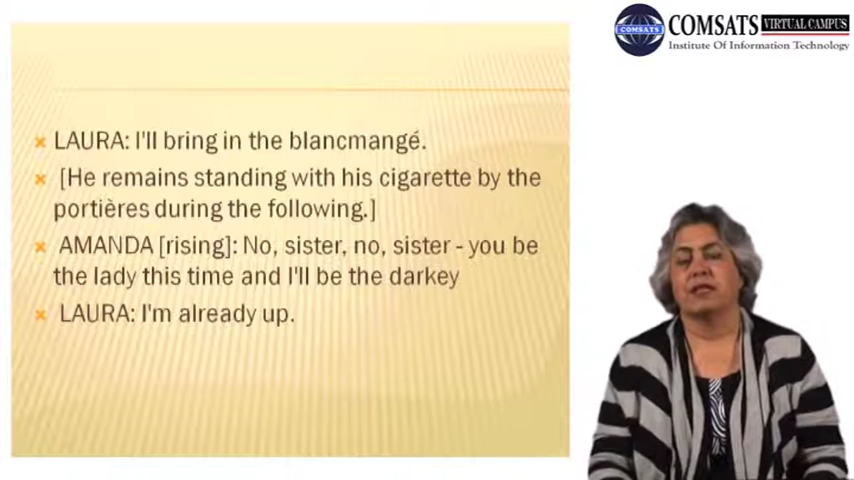 COMSATS VIRTUAL CAMPUS
COMSATS
Institute Of Information Technology
LAURA: I'll bring in the blancmangé.
[He remains standing with his cigarette by the
portières during the following.]
AMANDA [rising]: No, sister, no, sister - you be
the lady this time and I'll be the darkey
LAURA: I'm already up.